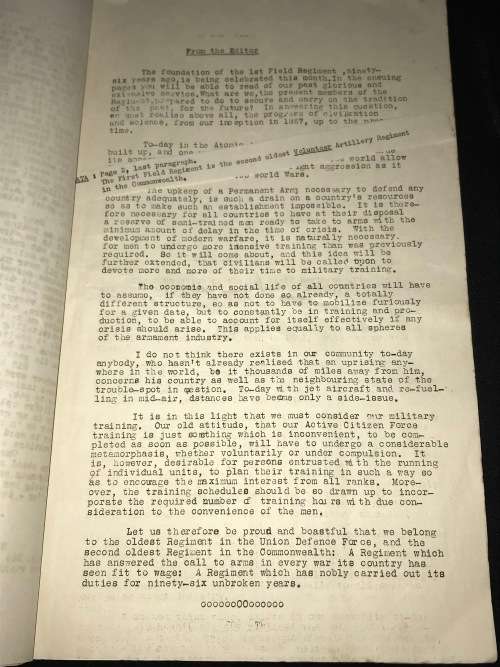 From the Editor
The foundation of the 1st Field Regiment ,ninety-
six years ago,is being celebrated this month.In the ensuing
pages you will be able to read of our past glorious and
extensive service.What are we,the present members of the
Regiment,prepared to do to secure and carry on the tradition
of the past, for the future? In answering this question,
we must realise above all, the progress of civilization
and science, from our inception in 1857, up to the
time.
To-day in the Atomic
built up, and one
its
: Page 2, last paragraph.
The First Field Regiment is the second oldest Volunteer Artillery Regiment
in the Commonwealth.
world allow
aggression as it
World Wars.
The upkeep of a Permanent Army necessary to defend any
country adequately, is such a drain on a country's resources
so as to make such an establishment impossible. It is there-
fore necessary for all countries to have at their disposal
a reserve of semi-trained men ready to take to arms with the
minimum amount of delay in the time of crisis. With the
development of modern warfare, it is naturally necessary
for men to undergo more intensive training than was previously
required. So it will come about, and this idea will be
further extended, that civilians will be called upon to
devote more and more of their time to military training.
The economic and social life of all countries will have
to assume, if they have not done so already, a totally
different structure, so as not to have to mobilize furiously
for a given date, but to constantly be in training and pro-
duction, to be able to account for itself effectively if any
crisis should arise. This applies equally to all spheres
of the armament industry.
I do not think there exists in our community to-day
anybody, who hasn't already realised that an uprising any-
where in the world, be it thousands of miles away from him,
concerns his country as well as the neighbouring state of the
trouble-spot in question. To-day with jet aircraft and re-fuel-
ling in mid-air, dstances have become only a side-issue.
It is in this light that we must consider our military
training. Our old attitude, that our Active Citizen Force
training is just something which is inconvenient, to be com-
pleted as soon as possible, will have to undergo a considerable
metamorphosis, whether voluntarily or under compulsion. It
is, however, desirable for persons entrusted with the running
of individual units, to plan their training in such a way so
as to encourage the maximum interest from all ranks. More-
over, the training schedules should be so drawn up to incor-
porate the required number of training hours with due con-
sideration to the convenience of the men.
Let us therefore be proud and boastful that we belong
to the oldest Regiment in the Union Defence Force, and the
second oldest Regiment in the Commonwealth: A Regiment which
has answered the call to arms in every war its country has
seen fit to wage: A Regiment which has nobly carried out its
duties for ninety-six unbroken years.
ooooooOOoooooo